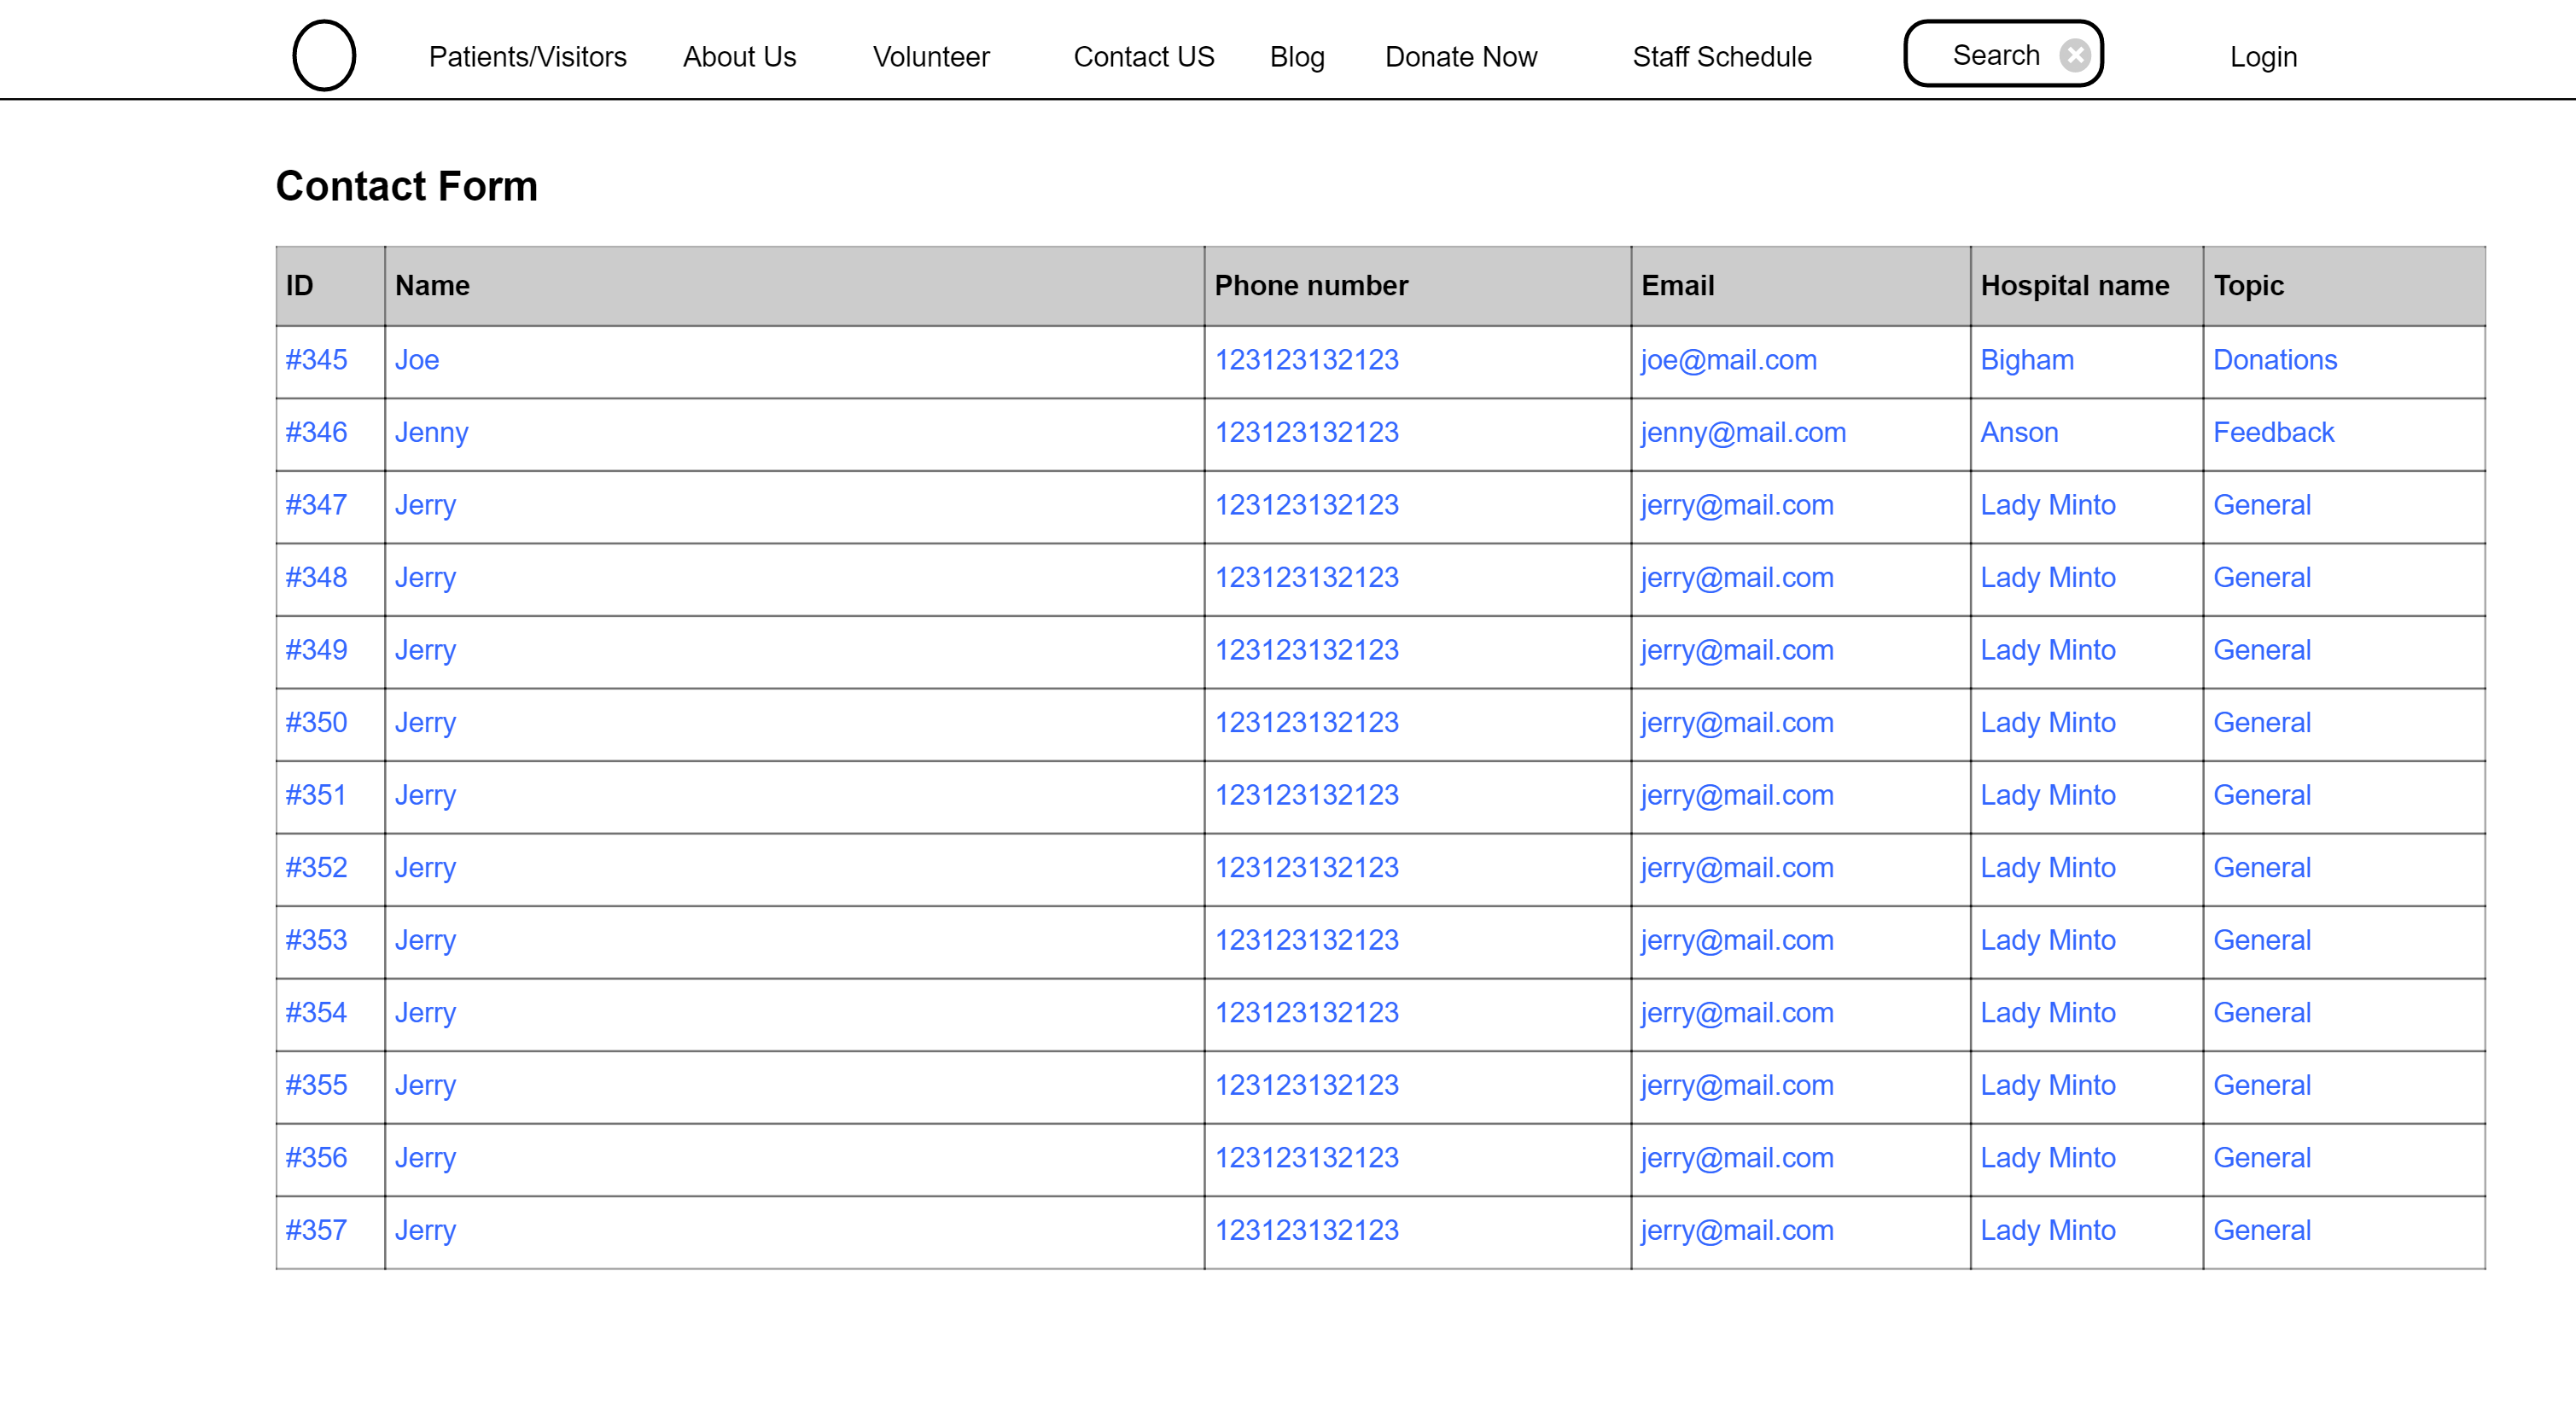 Patients/Visitors About Us Volunteer Contact US Blog Donate Now Staff Schedule Search Login
Contact Form
ID Name Phone number Email Hospital name Topic
#345 Joe 123123132123 joe@mail.com Bigham Donations
#346 Jenny 123123132123 jenny@mail.com Anson Feedback
#347 Jerry 123123132123 jerry@mail.com Lady Minto General
#348 Jerry 123123132123 jerry@mail.com Lady Minto General
#349 Jerry 123123132123 jerry@mail.com Lady Minto General
#350 Jerry 123123132123 jerry@mail.com Lady Minto General
#351 Jerry 123123132123 jerry@mail.com Lady Minto General
#352 Jerry 123123132123 jerry@mail.com Lady Minto General
#353 Jerry 123123132123 jerry@mail.com Lady Minto General
#354 Jerry 123123132123 jerry@mail.com Lady Minto General
#355 Jerry 123123132123 jerry@mail.com Lady Minto General
#356 Jerry 123123132123 jerry@mail.com Lady Minto General
#357 Jerry 123123132123 jerry@mail.com Lady Minto General